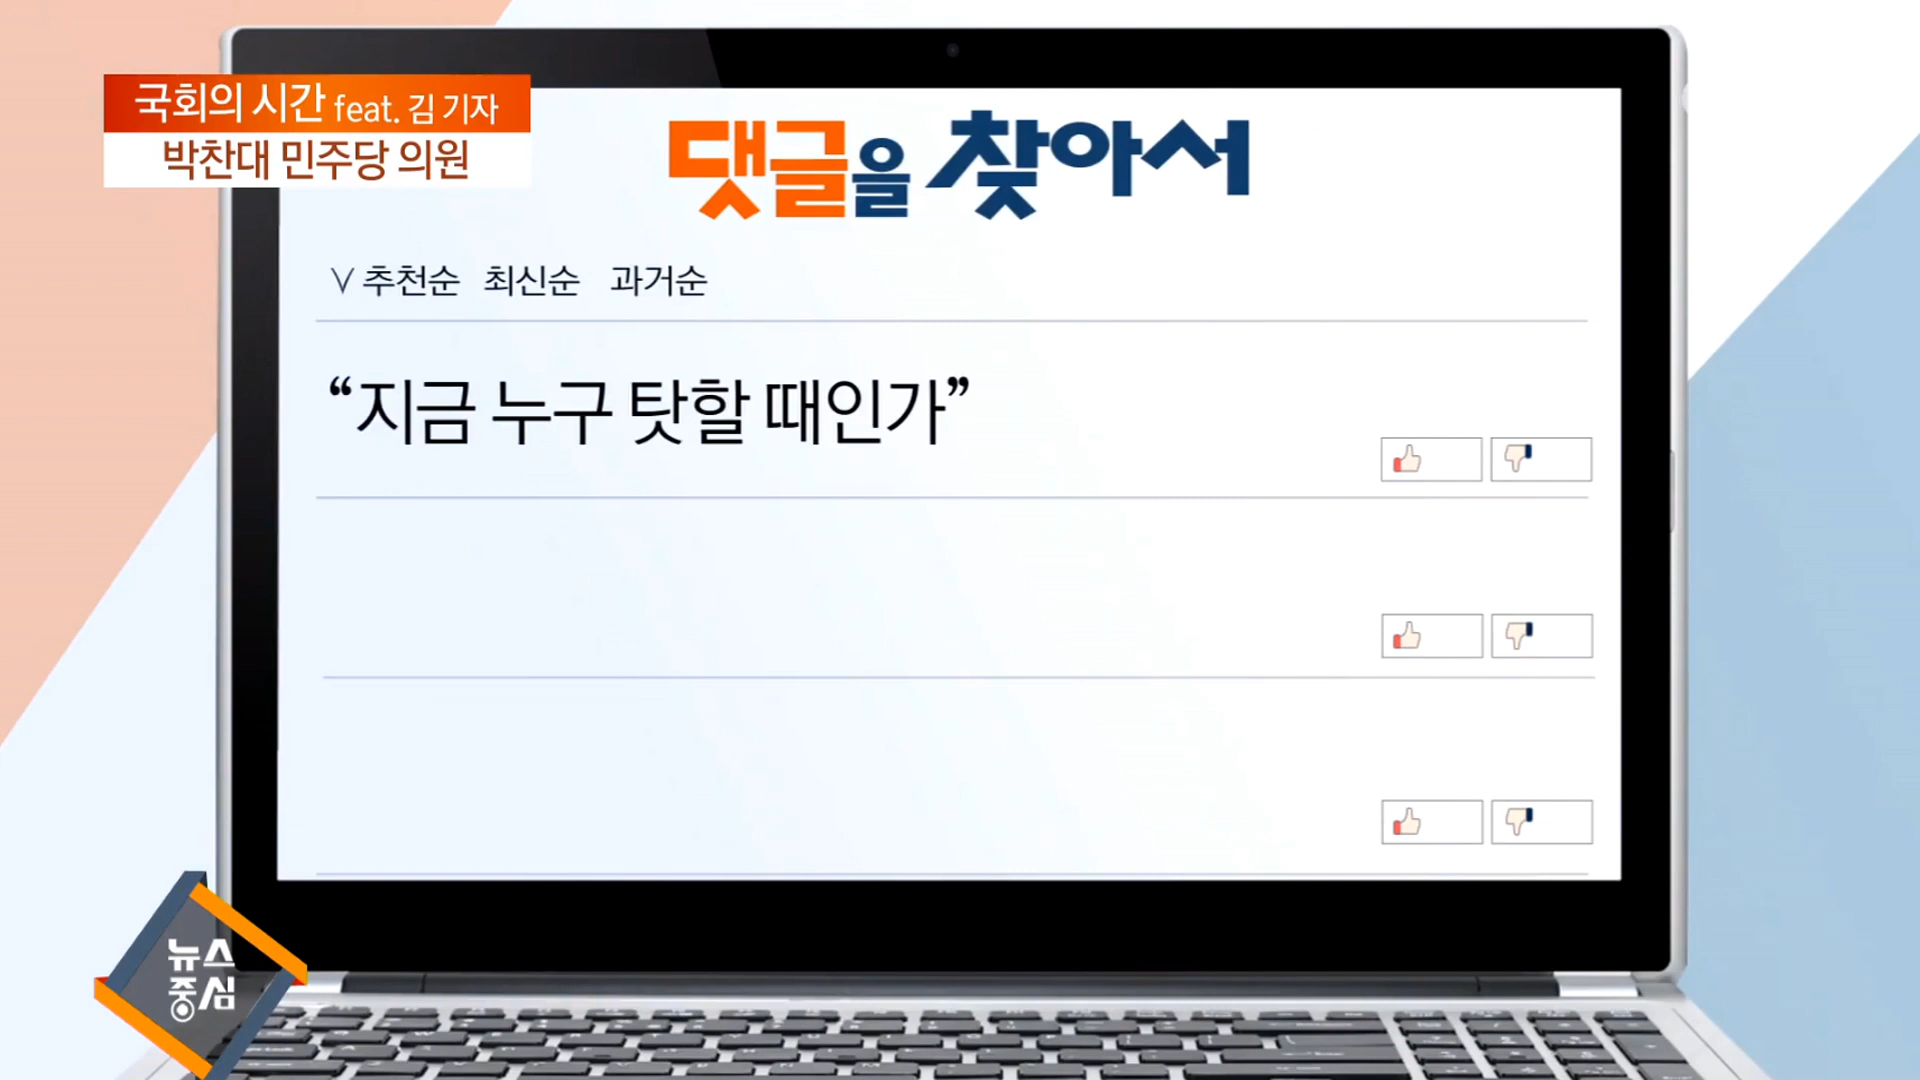 국회의 시간 feat. 김 기자
박찬대 민주당 의원
댓글을 찾아서
∨ 추천순 최신순 과거순
“지금 누구 탓할 때인가”
뉴스
중심